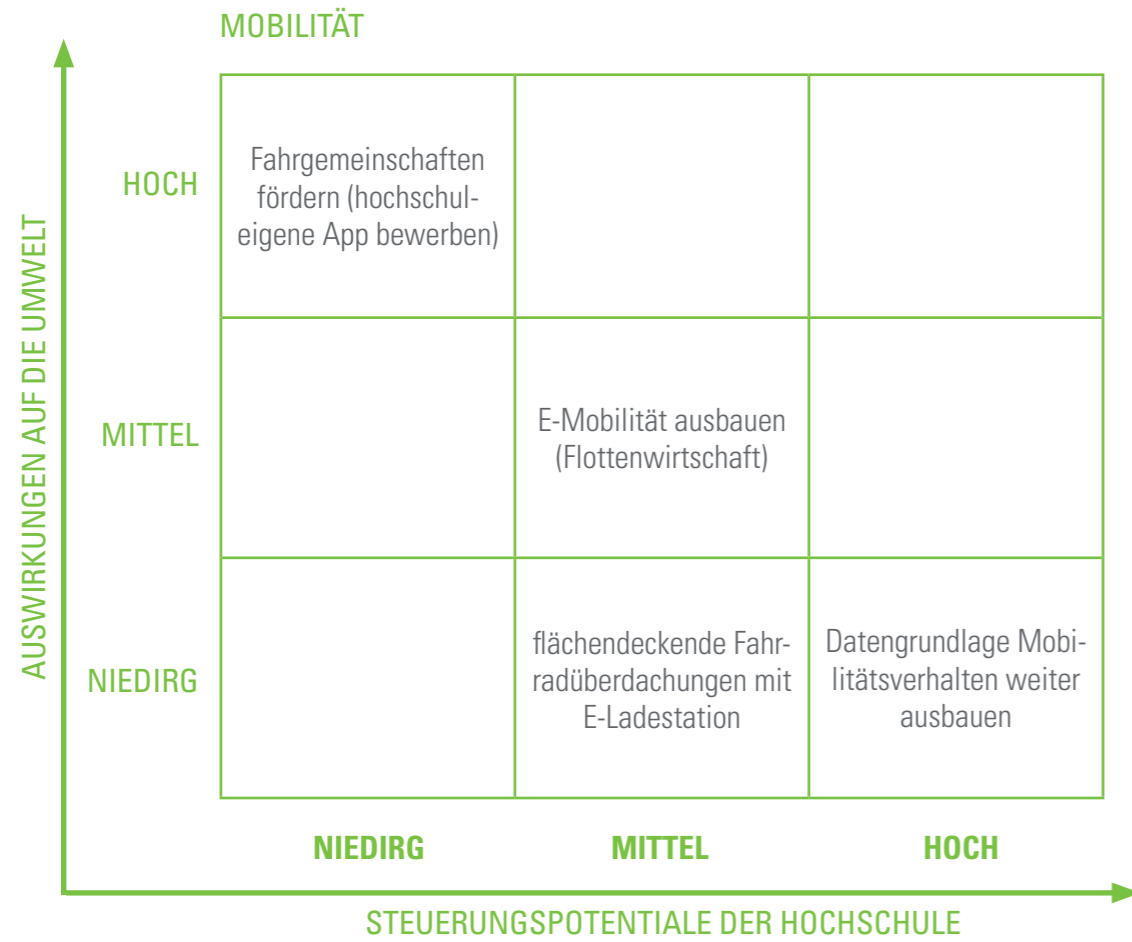 MOBILITÄT
AUSWIRKUNGEN AUF DIE UMWELT
HOCH
Fahrgemeinschaften
fördern (hochschul-
eigene App bewerben)
MITTEL
E-Mobilität ausbauen
(Flottenwirtschaft)
NIEDIRG
flächendeckende Fahr-
radüberdachungen mit
E-Ladestation
Datengrundlage Mobi-
litätsverhalten weiter
ausbauen
NIEDIRG
MITTEL
HOCH
STEUERUNGSPOTENTIALE DER HOCHSCHULE